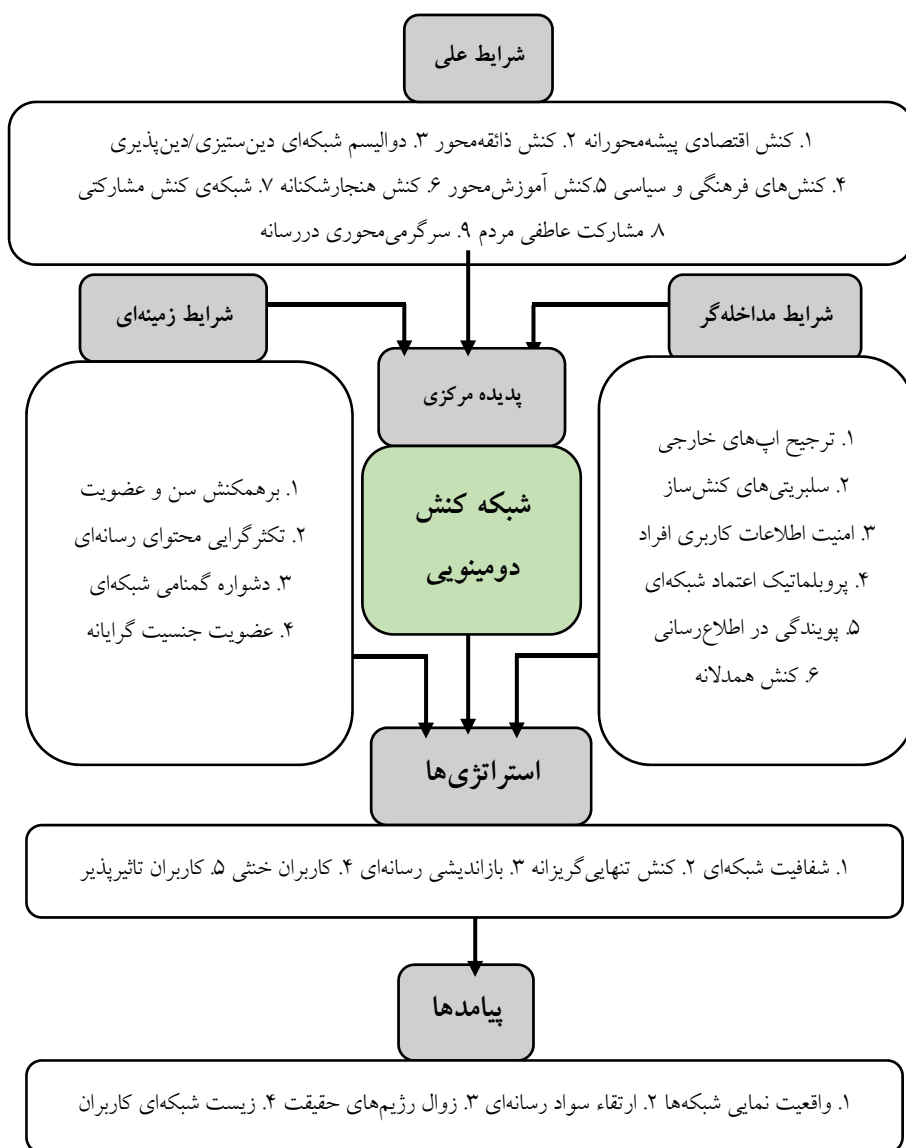 شرایط علی
۱. کنش اقتصادی پیشه‌محورانه ۲. کنش ذائقه‌محور ۳. دوالیسم شبکه‌ای دین‌ستیزی/دین‌پذیری
۴. کنش‌های فرهنگی و سیاسی ۵.کنش آموزش‌محور ۶. کنش هنجارشکنانه ۷. شبکه‌ی کنش مشارکتی
۸. مشارکت عاطفی مردم ۹. سرگرمی‌محوری دررسانه
شرایط مداخله‌گر
۱. ترجیح اپ‌های خارجی
۲. سلبریتی‌های کنش‌ساز
۳. امنیت اطلاعات کاربری افراد
۴. پروبلماتیک اعتماد شبکه‌ای
۵. پویندگی در اطلاع‌رسانی
۶. کنش همدلانه
پدیده مرکزی
شبکه کنش
دومینویی
شرایط زمینه‌ای
۱. برهمکنش سن و عضویت
۲. تکثرگرایی محتوای رسانه‌ای
۳. دشواره گمنامی شبکه‌ای
۴. عضویت جنسیت گرایانه
استراتژی‌ها
۱. شفافیت شبکه‌ای ۲. کنش تنهایی‌گریزانه ۳. بازاندیشی رسانه‌ای ۴. کاربران خنثی ۵. کاربران تاثیرپذیر
پیامدها
۱. واقعیت نمایی شبکه‌ها ۲. ارتقاء سواد رسانه‌ای ۳. زوال رژیم‌های حقیقت ۴. زیست شبکه‌ای کاربران